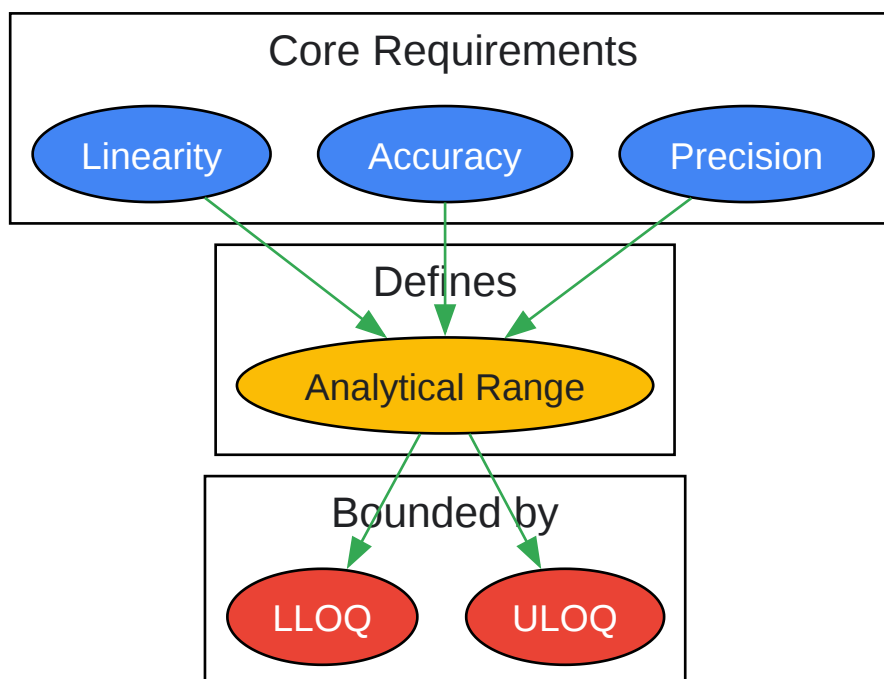 Core Requirements
Linearity Accuracy Precision
Defines
Analytical Range
Bounded by
LLOQ ULOQ